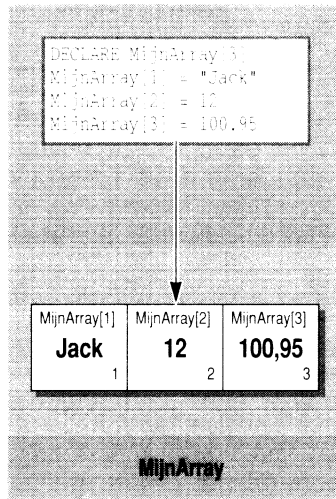 DECLARE MijnArray[3]
MijnArray[1] = "Jack"
MijnArray[2] = 12
MijnArray[3] = 100.95
MijnArray[1] MijnArray[2] MijnArray[3]
Jack 12 100,95
1 2 3
MijnArray